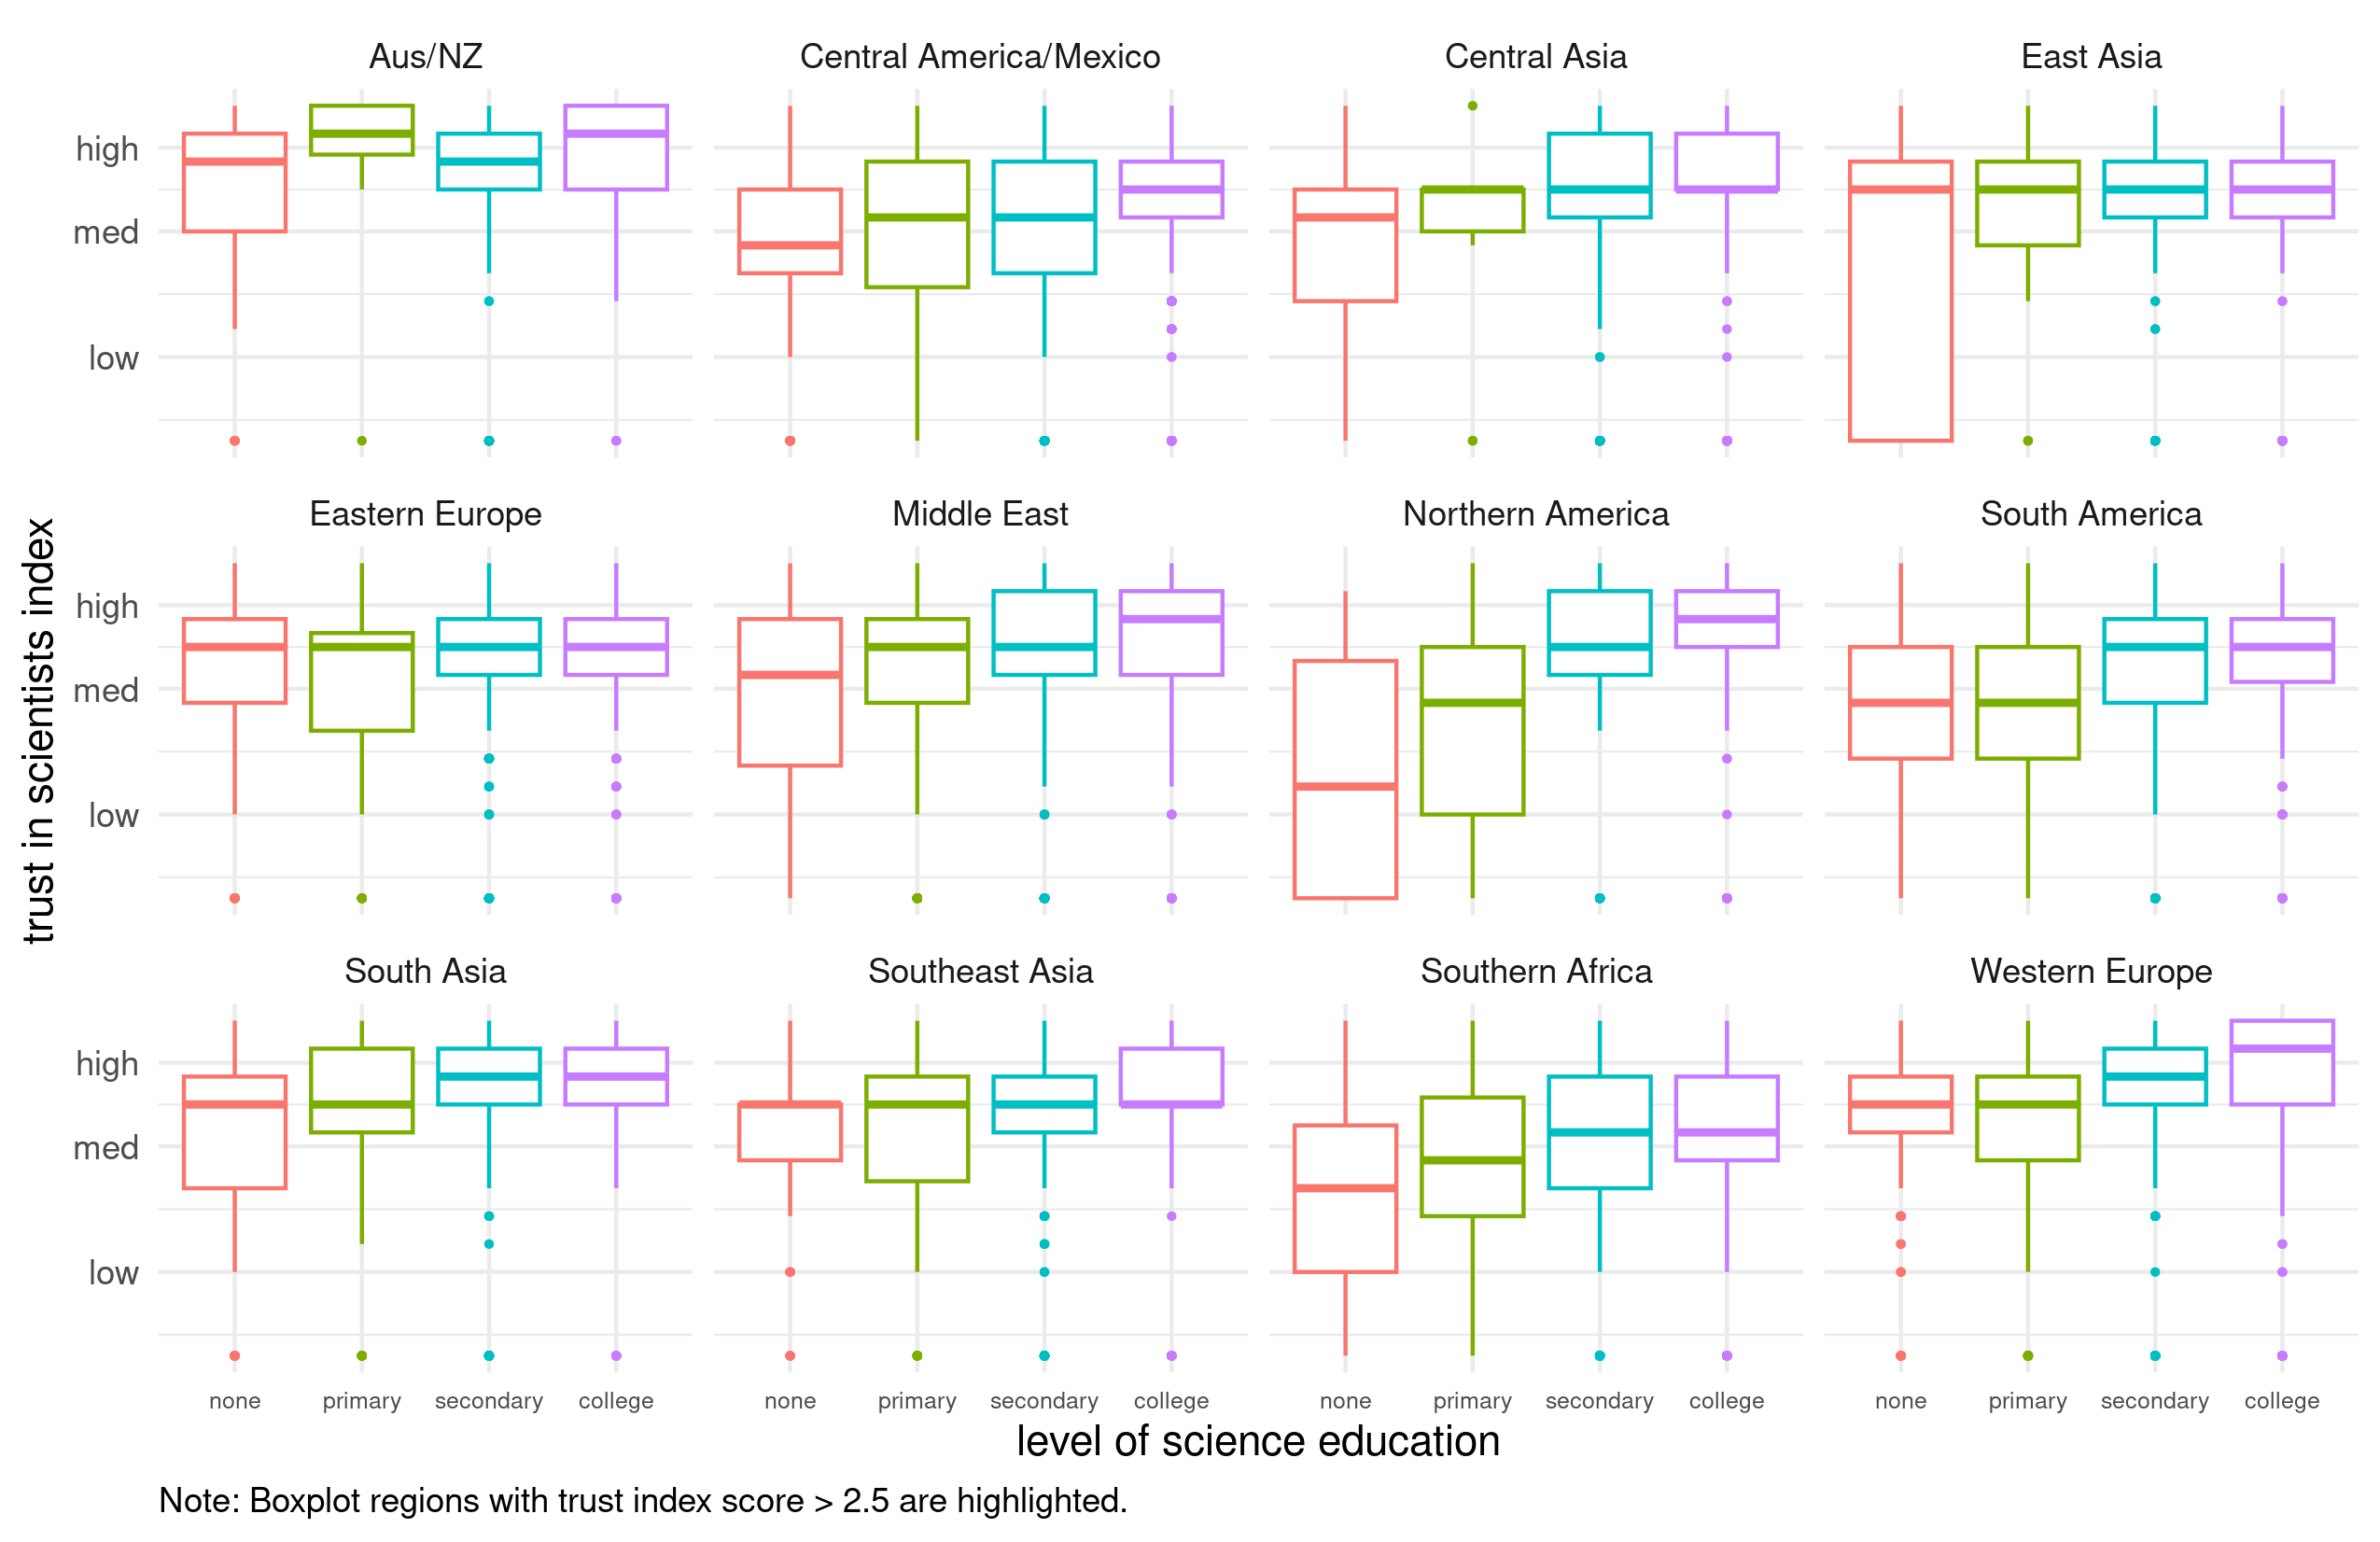 Aus/NZ
Central America/Mexico
Central Asia
East Asia
high
med
low
Eastern Europe
Middle East
Northern America
South America
high
med
low
trust in scientists index
South Asia
Southeast Asia
Southern Africa
Western Europe
high
med
low
none primary secondary college
none primary secondary college
none primary secondary college
none primary secondary college
level of science education
Note: Boxplot regions with trust index score > 2.5 are highlighted.